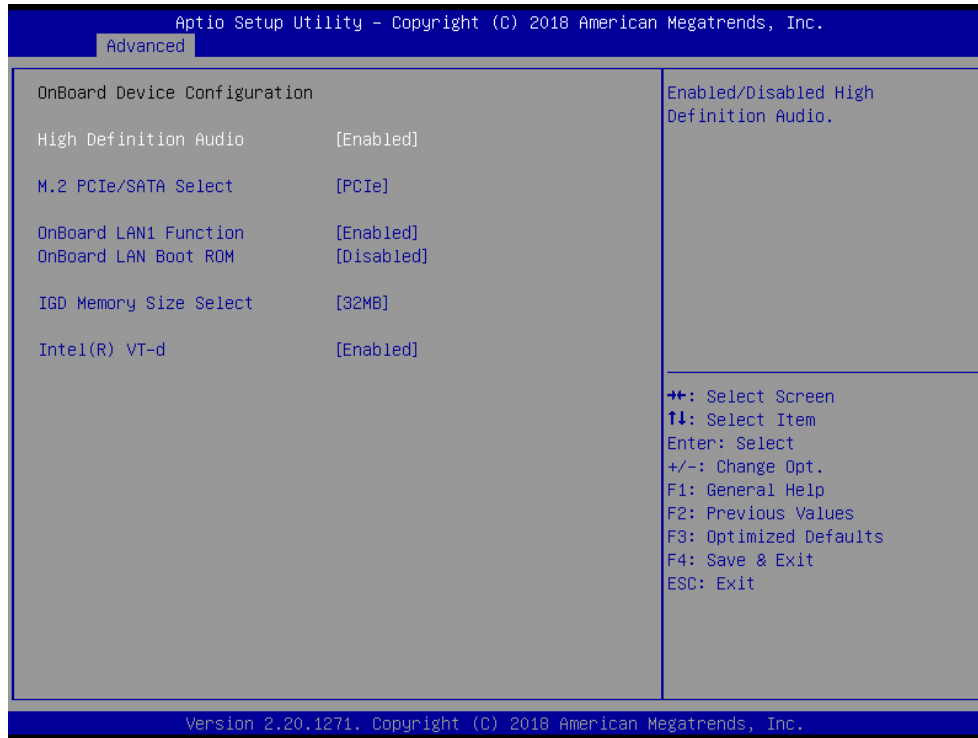 Aptio Setup Utility – Copyright (C) 2018 American Megatrends, Inc.
Advanced
OnBoard Device Configuration
High Definition Audio [Enabled]
M.2 PCIe/SATA Select [PCIe]
OnBoard LAN1 Function [Enabled]
OnBoard LAN Boot ROM [Disabled]
IGD Memory Size Select [32MB]
Intel(R) VT-d [Enabled]
Enabled/Disabled High
Definition Audio.
→←: Select Screen
↑↓: Select Item
Enter: Select
+/-: Change Opt.
F1: General Help
F2: Previous Values
F3: Optimized Defaults
F4: Save & Exit
ESC: Exit
Version 2.20.1271. Copyright (C) 2018 American Megatrends, Inc.